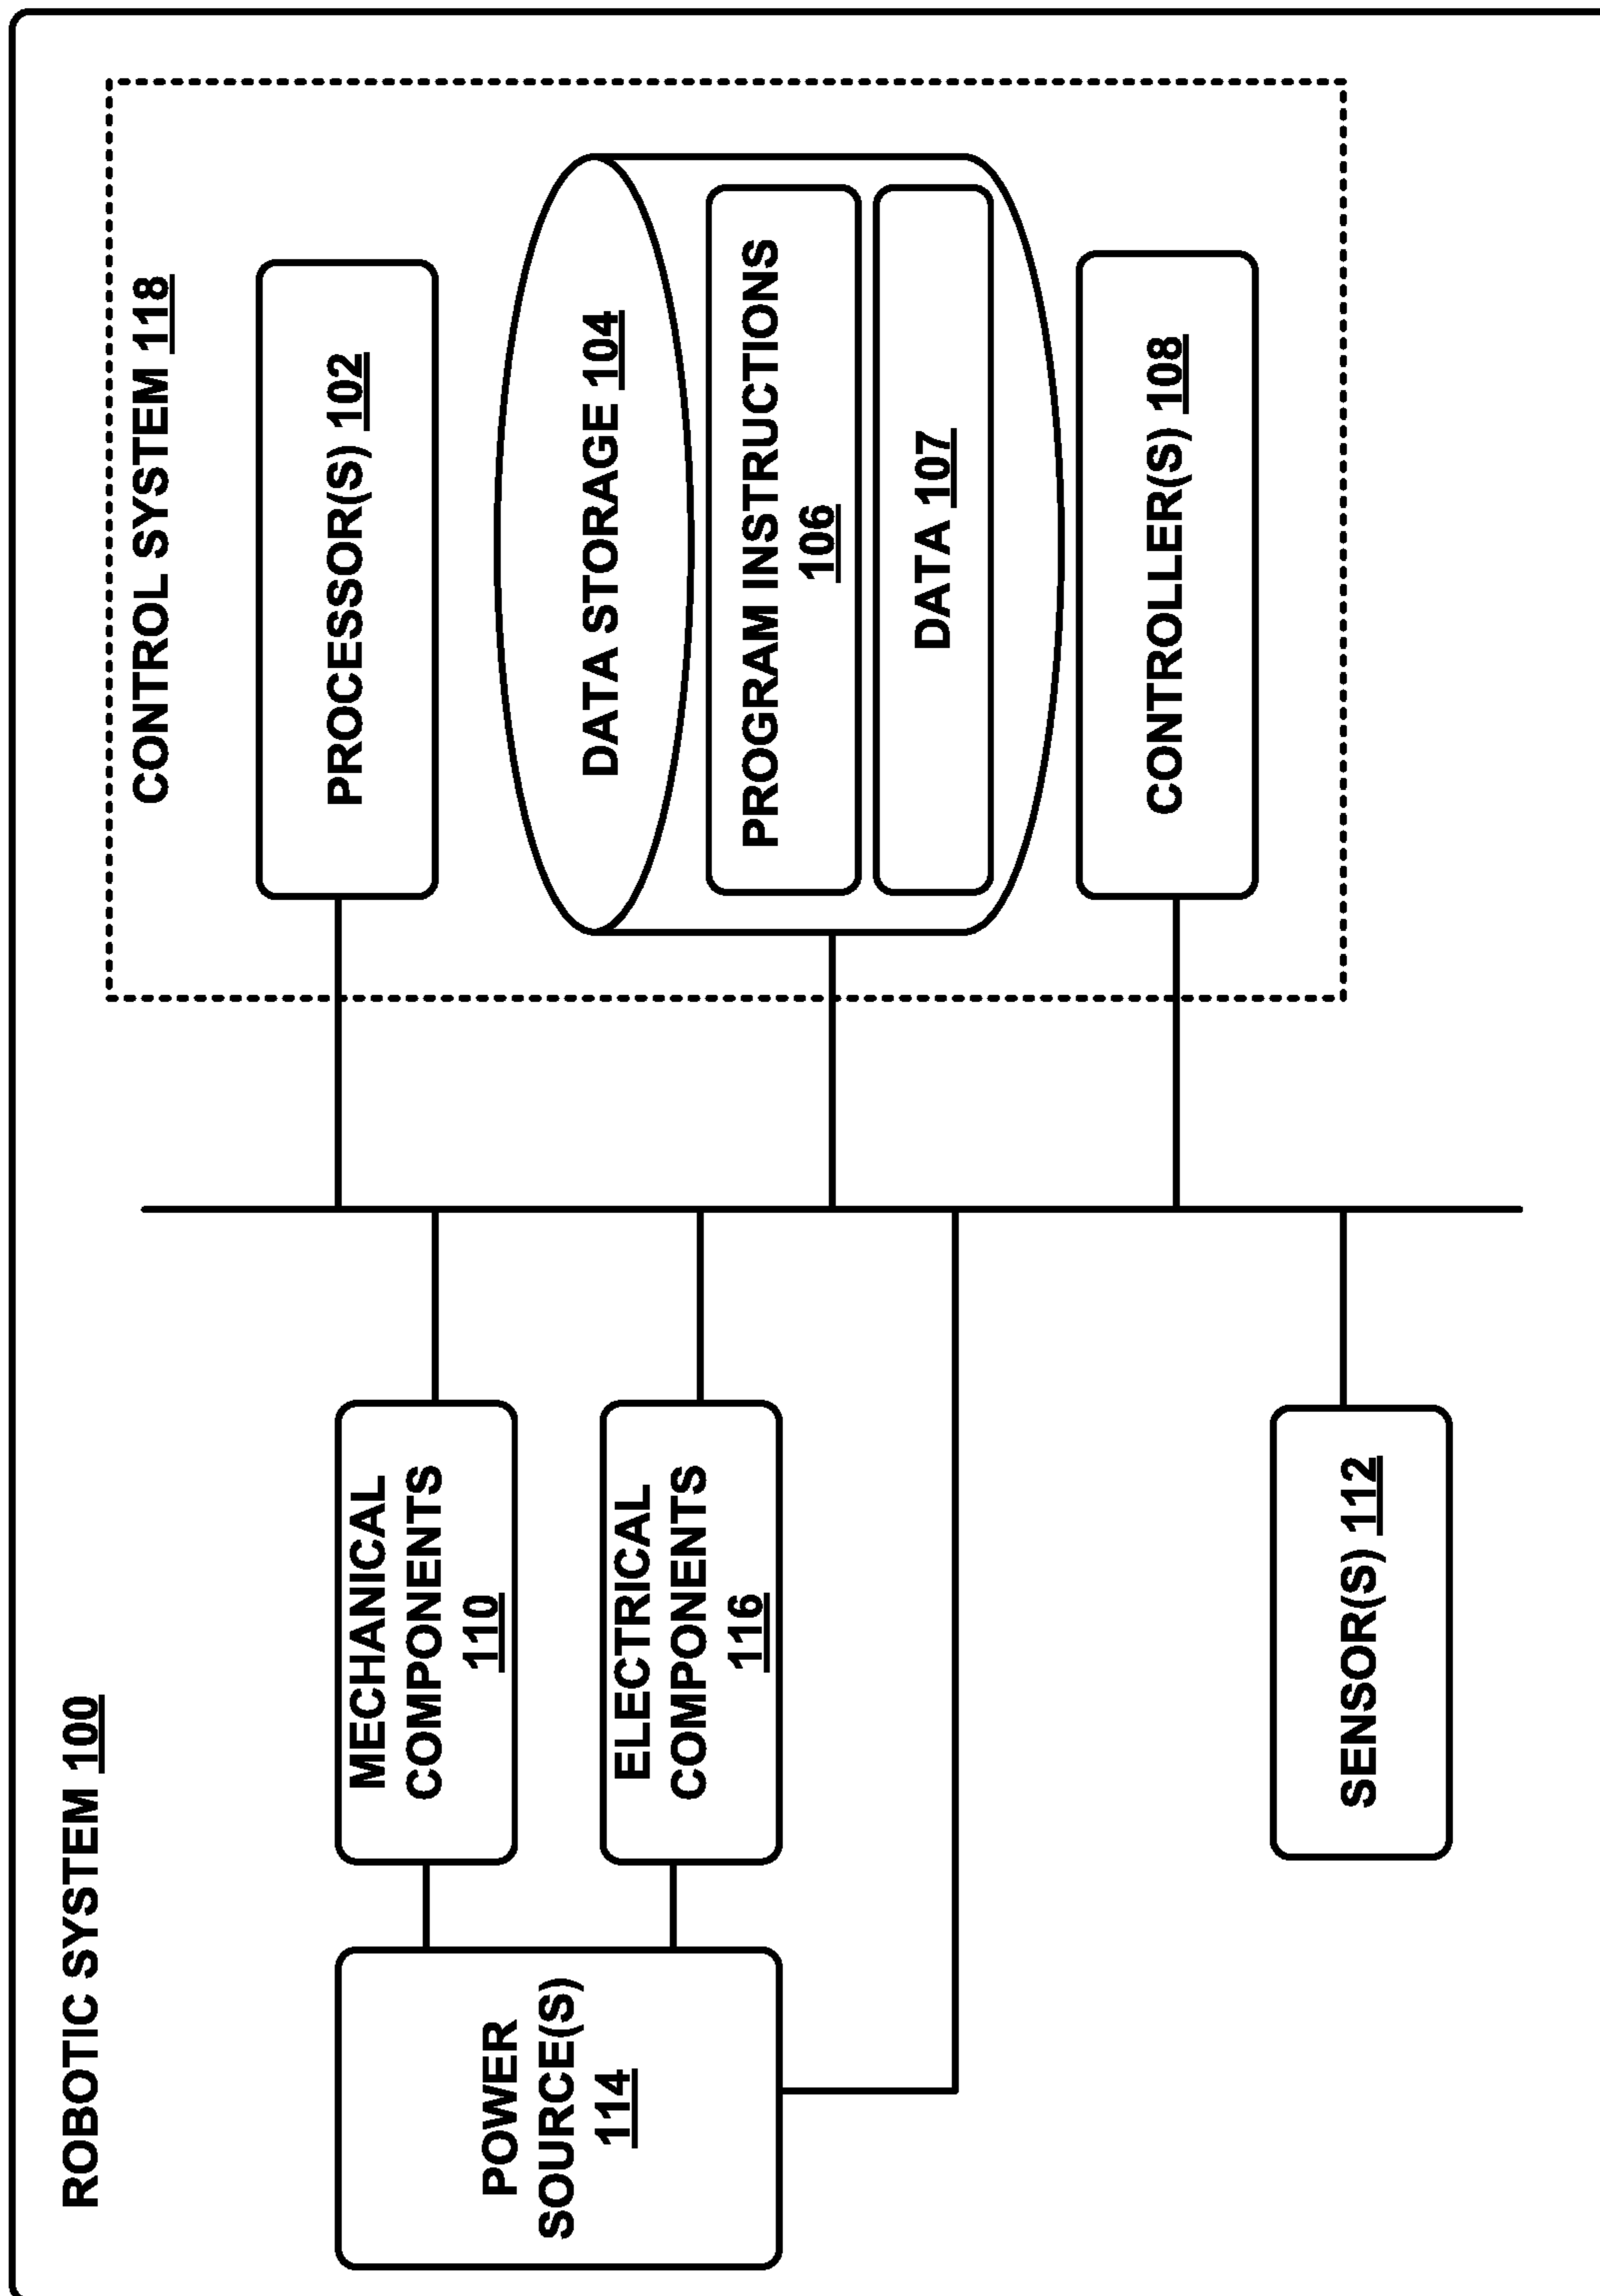 ROBOTIC SYSTEM 100
CONTROL SYSTEM 118
PROCESSOR(S) 102
DATA STORAGE 104
PROGRAM INSTRUCTIONS
106
DATA 107
CONTROLLER(S) 108
MECHANICAL
COMPONENTS
110
ELECTRICAL
COMPONENTS
116
POWER
SOURCE(S)
114
SENSOR(S) 112